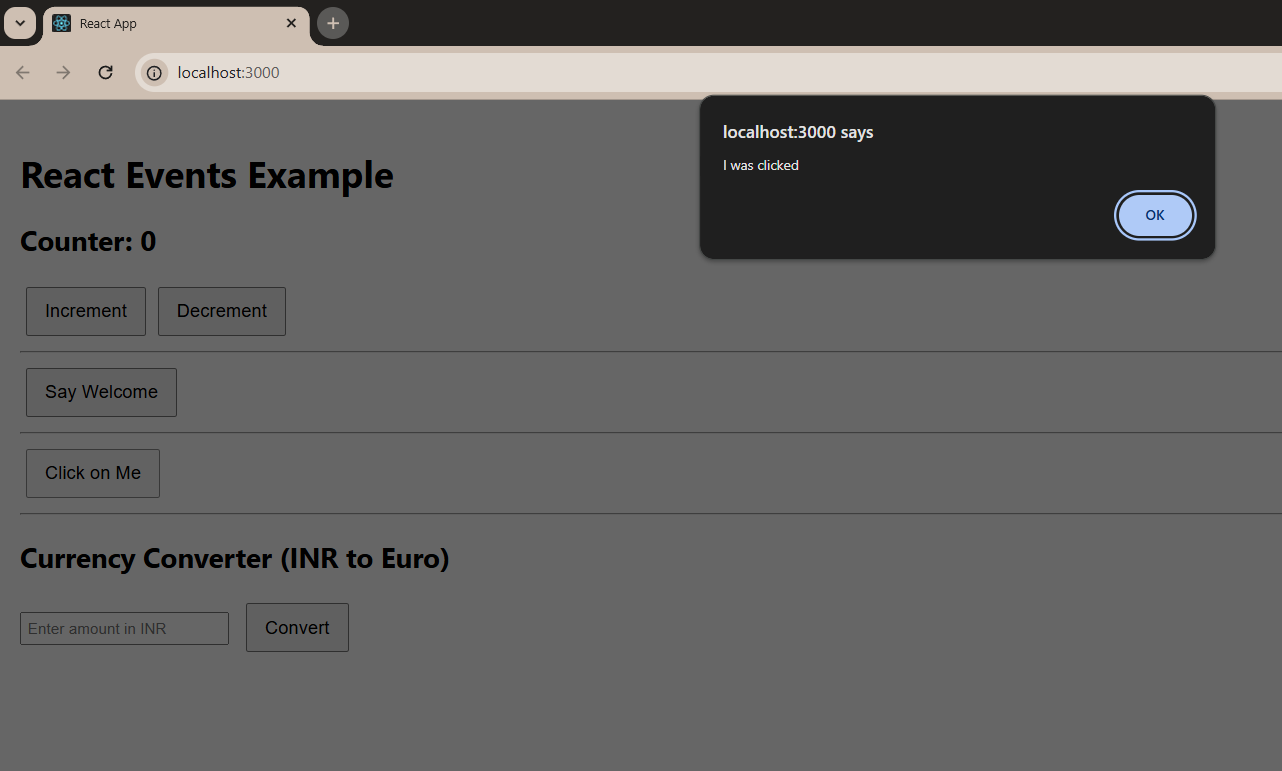 React App
localhost:3000
localhost:3000 says
I was clicked
OK
React Events Example
Counter: 0
Increment Decrement
Say Welcome
Click on Me
Currency Converter (INR to Euro)
Enter amount in INR Convert